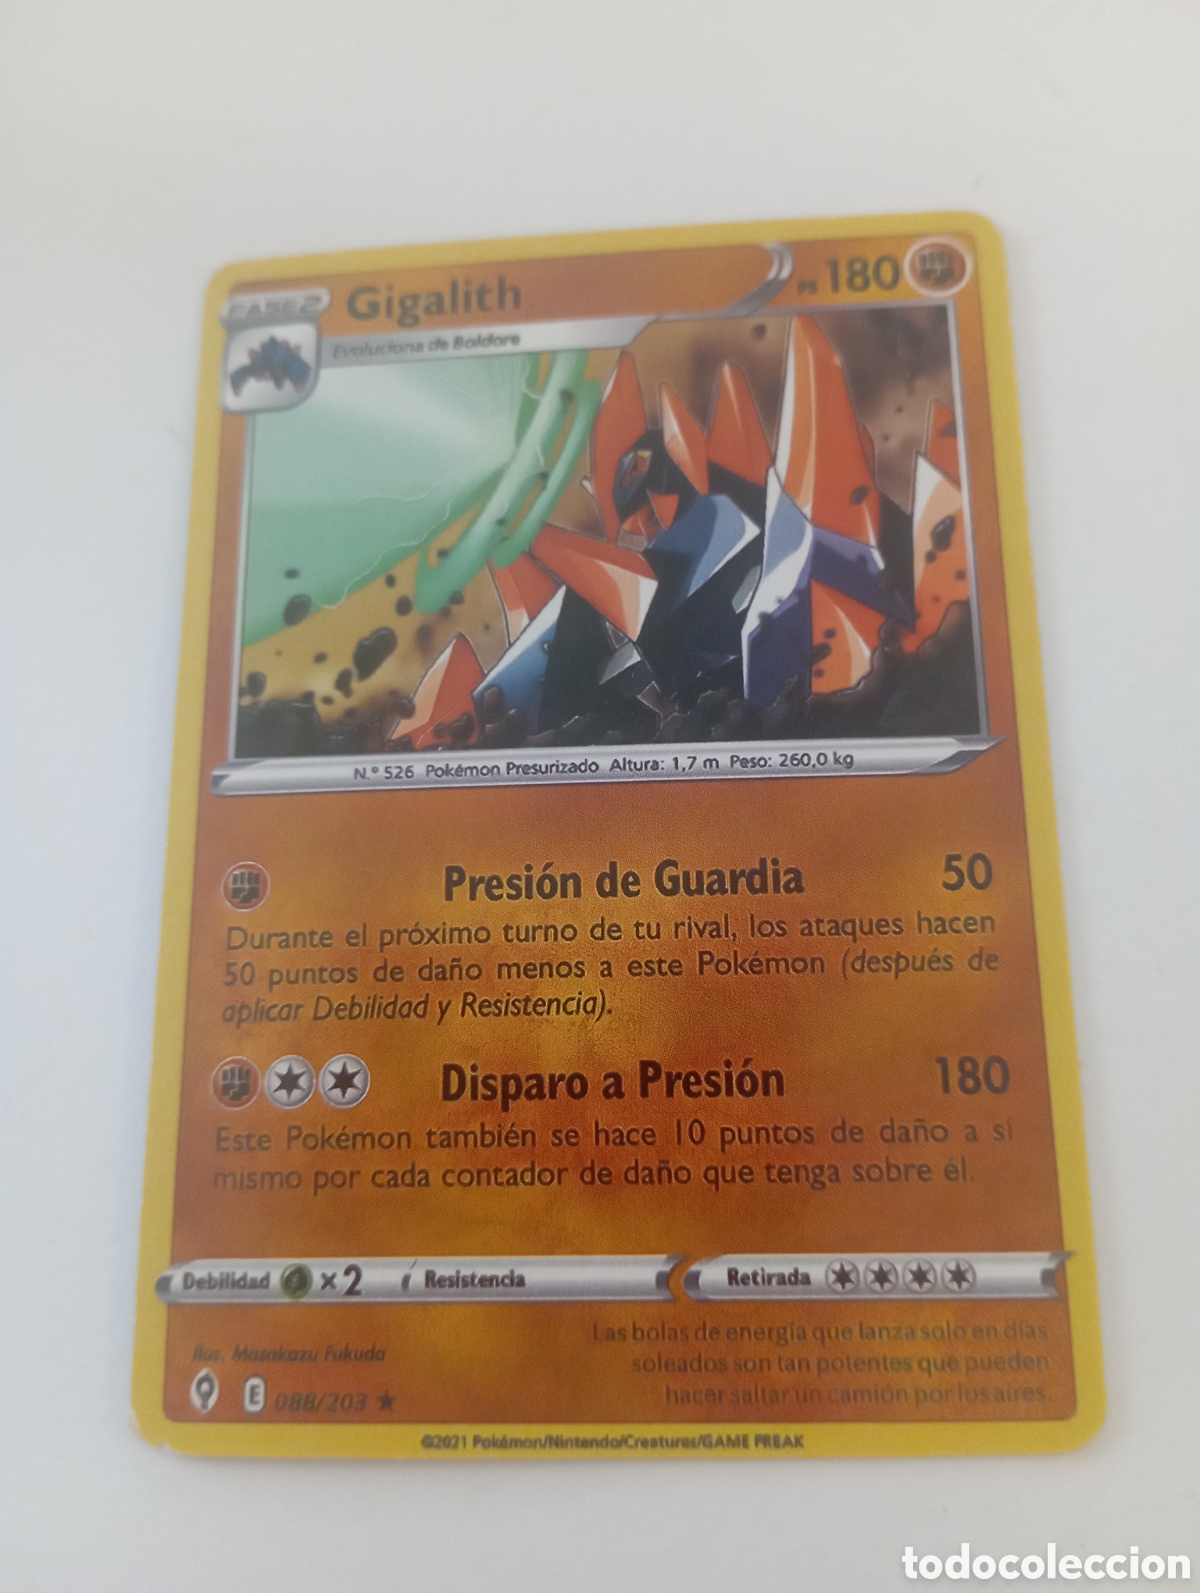 FASE 2 Gigalith PS 180
Evoluciona de Boldore
N.º 526 Pokémon Presurizado Altura: 1,7 m Peso: 260,0 kg
Presión de Guardia 50
Durante el próximo turno de tu rival, los ataques hacen
50 puntos de daño menos a este Pokémon (después de
aplicar Debilidad y Resistencia).
Disparo a Presión 180
Este Pokémon también se hace 10 puntos de daño a sí
mismo por cada contador de daño que tenga sobre él.
Debilidad ×2 Resistencia Retirada
Ilus. Masakazu Fukuda
Las bolas de energía que lanza solo en días
soleados son tan potentes que pueden
hacer saltar un camión por los aires.
E 088/203 ★
©2021 Pokémon/Nintendo/Creatures/GAME FREAK
todocoleccion